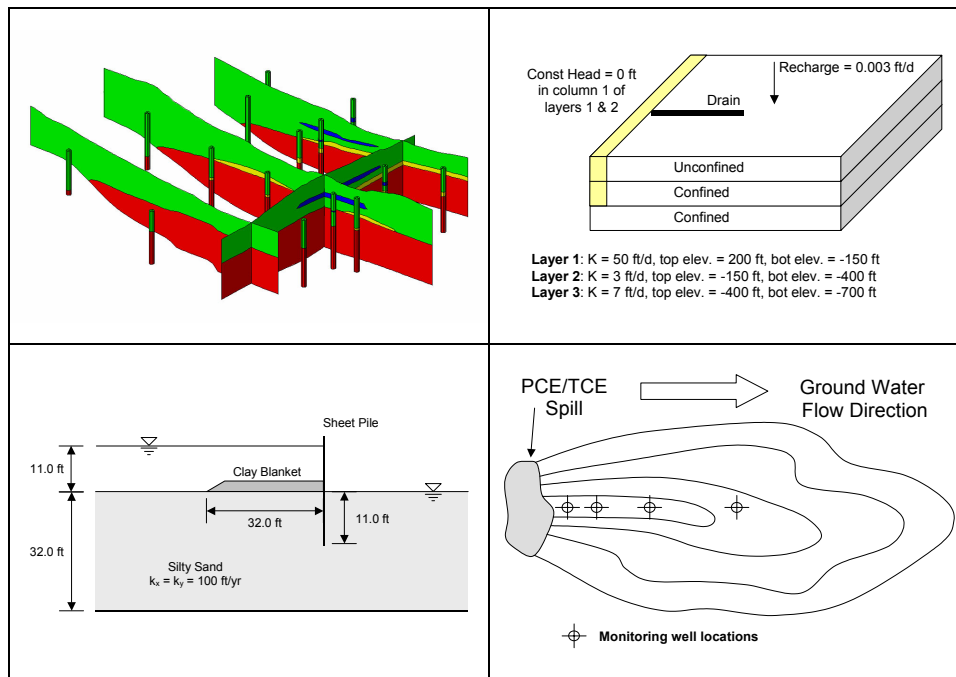 Const Head = 0 ft
in column 1 of
layers 1 & 2
Recharge = 0.003 ft/d
Drain
Unconfined
Confined
Confined
Layer 1: K = 50 ft/d, top elev. = 200 ft, bot elev. = -150 ft
Layer 2: K = 3 ft/d, top elev. = -150 ft, bot elev. = -400 ft
Layer 3: K = 7 ft/d, top elev. = -400 ft, bot elev. = -700 ft
Sheet Pile
11.0 ft
Clay Blanket
32.0 ft
11.0 ft
32.0 ft
Silty Sand
kx = ky = 100 ft/yr
PCE/TCE
Spill
Ground Water
Flow Direction
Monitoring well locations